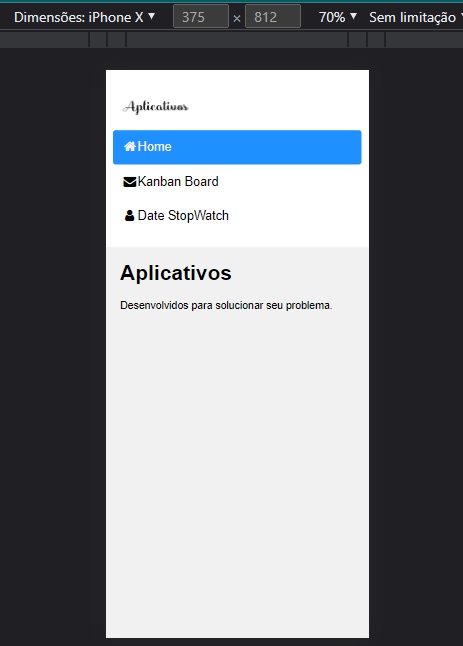 Dimensões: iPhone X ▼ 375 × 812 70% ▼ Sem limitação
Aplicativos
Home
Kanban Board
Date StopWatch
Aplicativos
Desenvolvidos para solucionar seu problema.